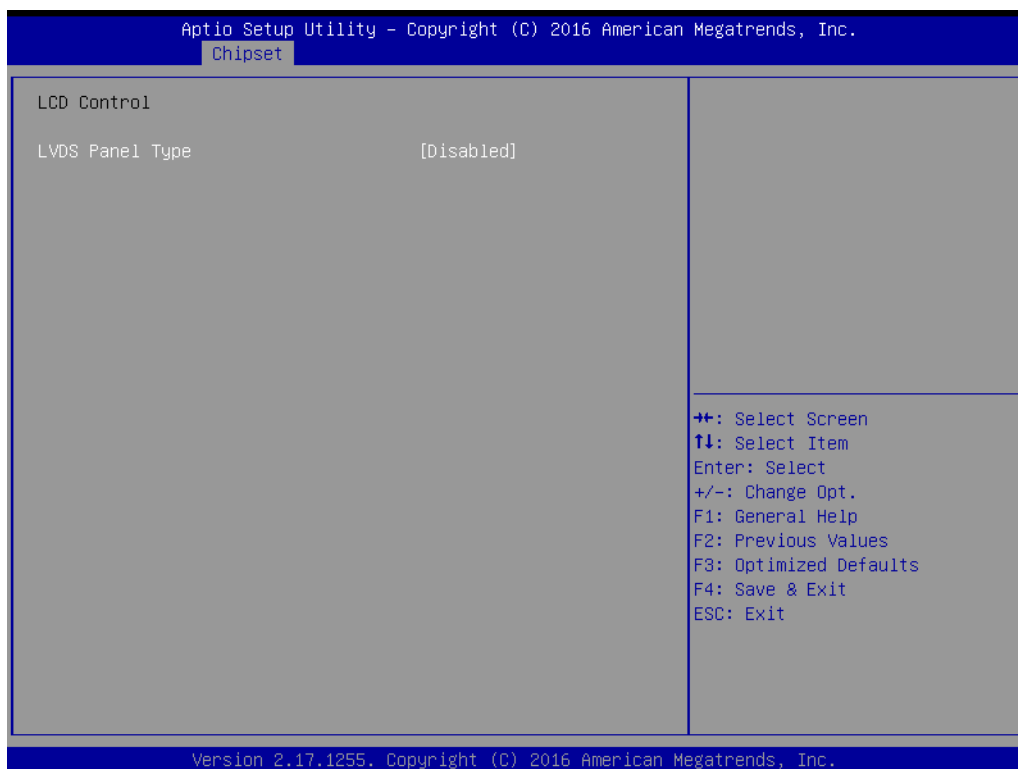 Aptio Setup Utility – Copyright (C) 2016 American Megatrends, Inc.
Chipset
LCD Control
LVDS Panel Type [Disabled]
→←: Select Screen
↑↓: Select Item
Enter: Select
+/-: Change Opt.
F1: General Help
F2: Previous Values
F3: Optimized Defaults
F4: Save & Exit
ESC: Exit
Version 2.17.1255. Copyright (C) 2016 American Megatrends, Inc.